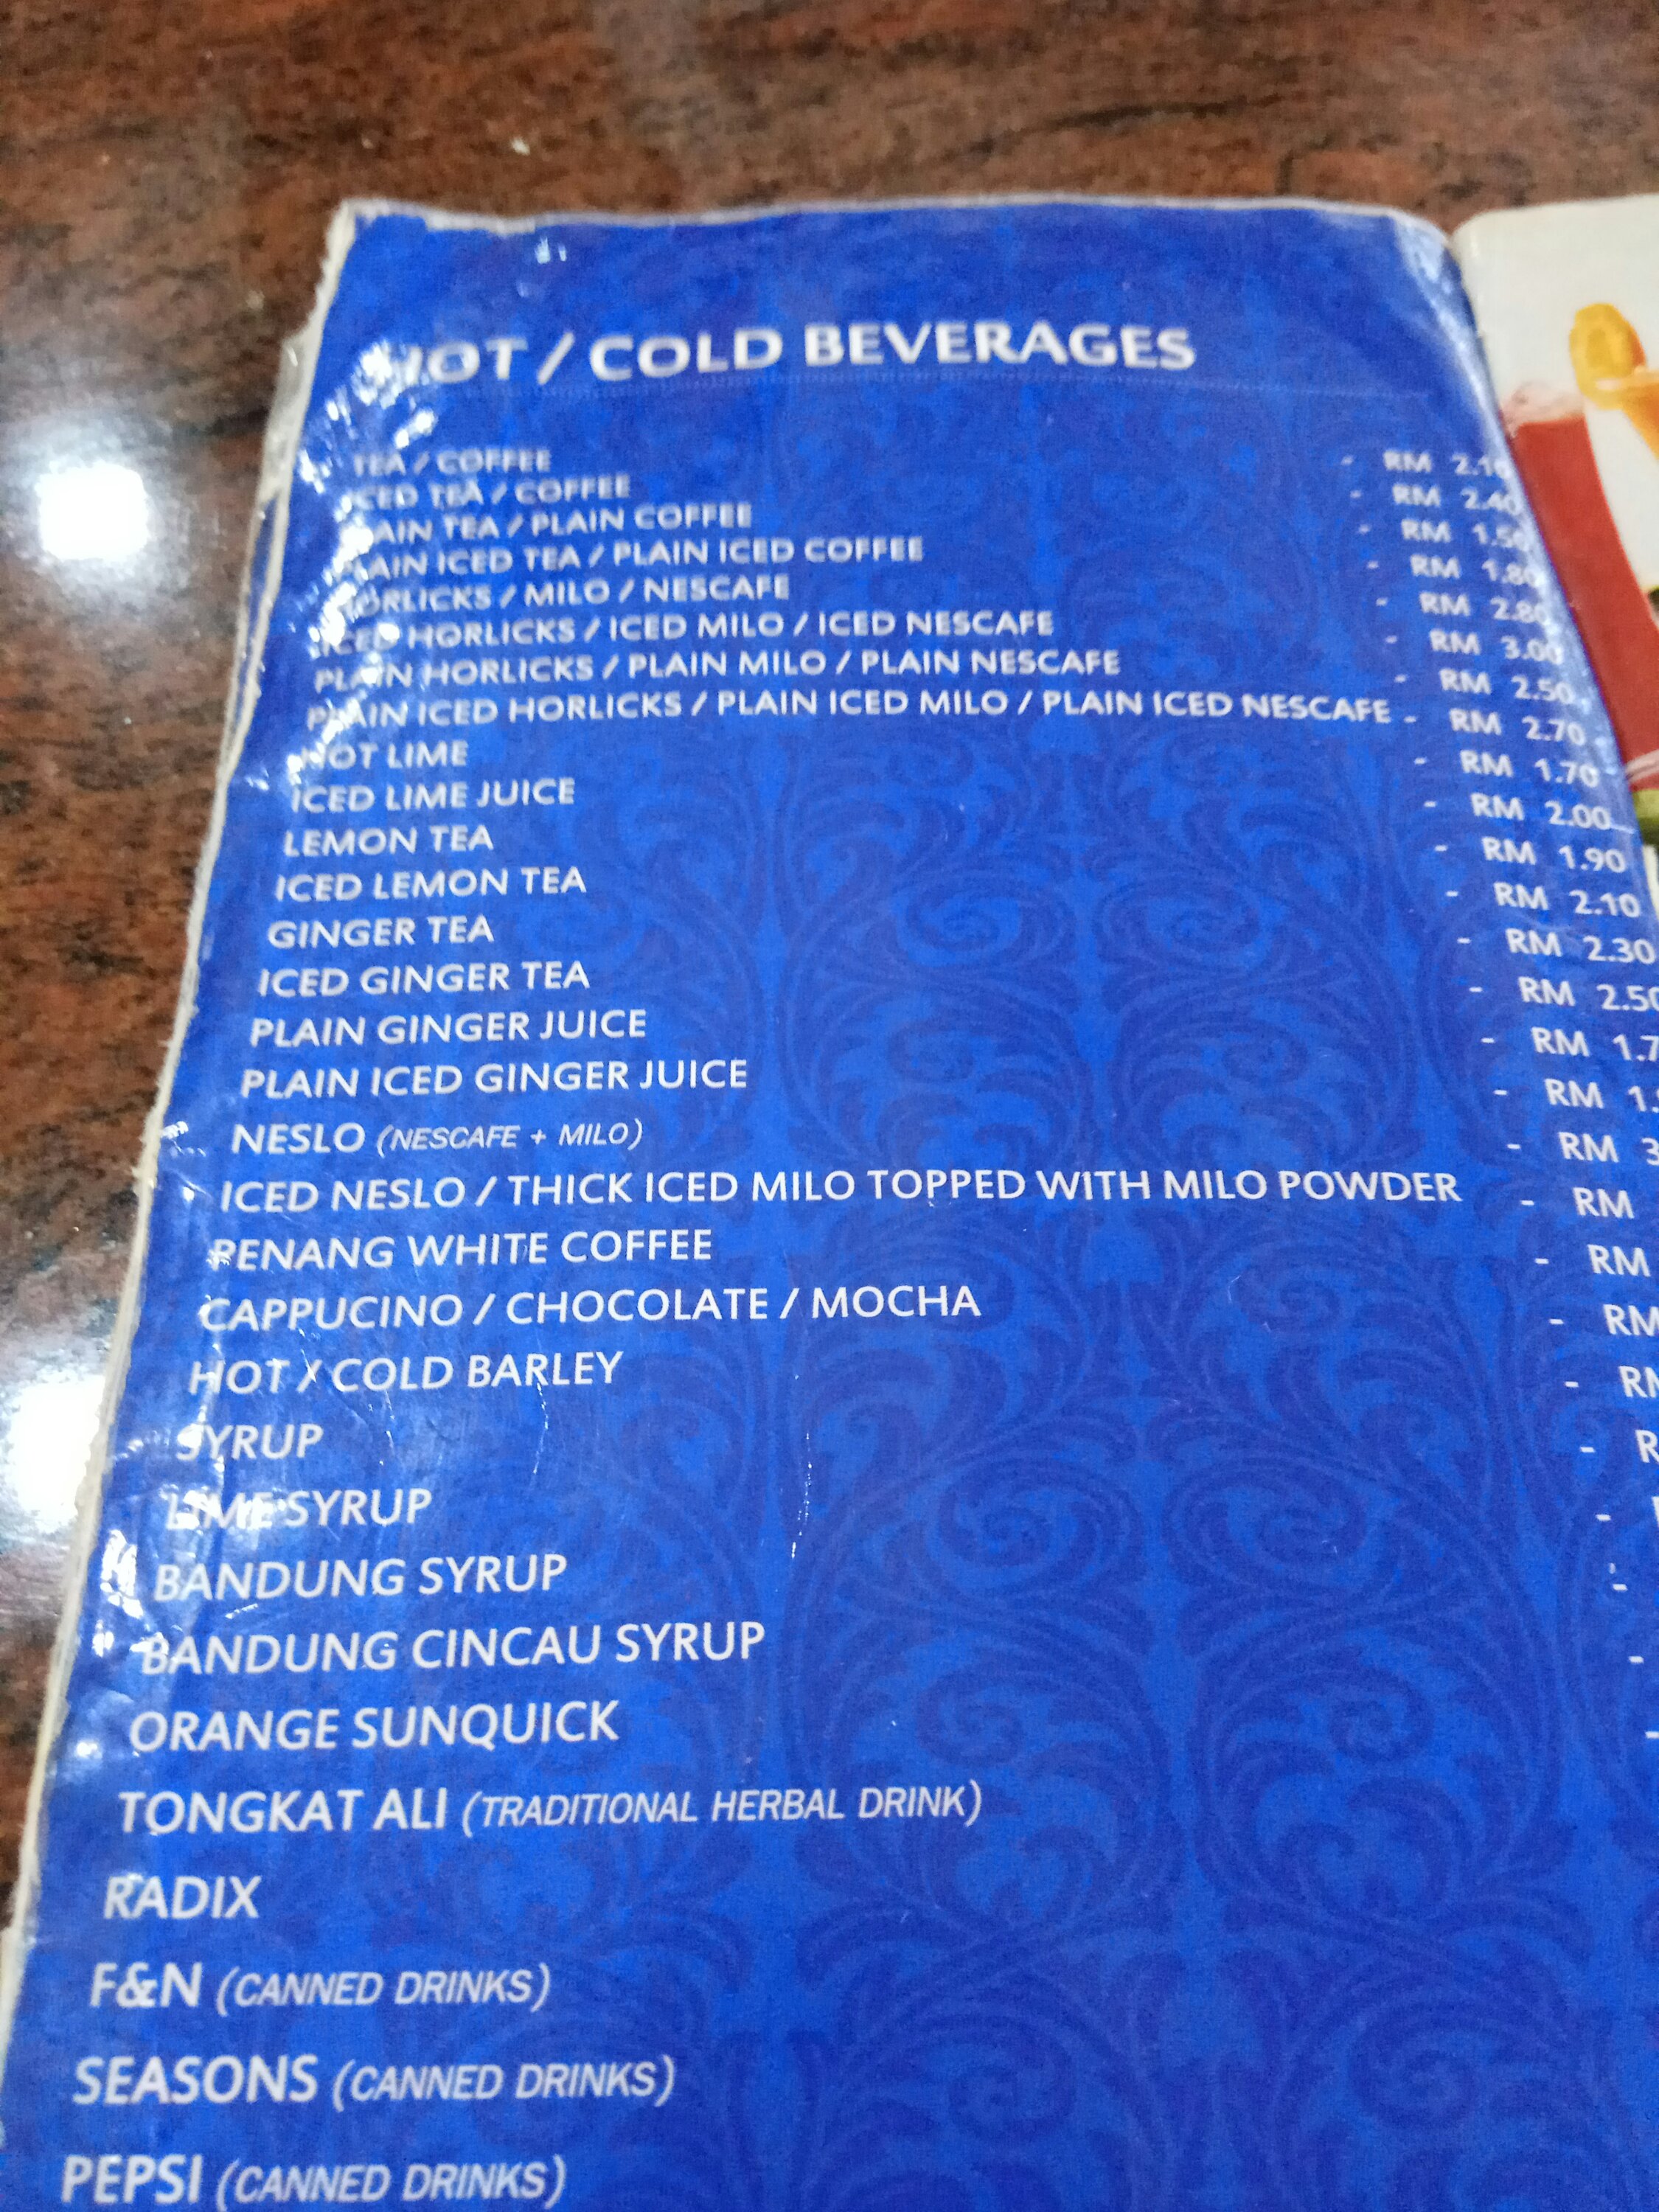 HOT / COLD BEVERAGES
TEA / COFFEE - RM 2.10
ICED TEA / COFFEE - RM 2.40
PLAIN TEA / PLAIN COFFEE - RM 1.50
PLAIN ICED TEA / PLAIN ICED COFFEE - RM 1.80
HORLICKS / MILO / NESCAFE - RM 2.80
ICED HORLICKS / ICED MILO / ICED NESCAFE - RM 3.00
PLAIN HORLICKS / PLAIN MILO / PLAIN NESCAFE - RM 2.50
PLAIN ICED HORLICKS / PLAIN ICED MILO / PLAIN ICED NESCAFE - RM 2.70
HOT LIME - RM 1.70
ICED LIME JUICE - RM 2.00
LEMON TEA - RM 1.90
ICED LEMON TEA - RM 2.10
GINGER TEA - RM 2.30
ICED GINGER TEA - RM 2.50
PLAIN GINGER JUICE - RM 1.7
PLAIN ICED GINGER JUICE - RM 1.
NESLO (NESCAFE + MILO) - RM 3
ICED NESLO / THICK ICED MILO TOPPED WITH MILO POWDER - RM
PENANG WHITE COFFEE - RM
CAPPUCINO / CHOCOLATE / MOCHA - RM
HOT / COLD BARLEY - RM
SYRUP - R
LIME SYRUP -
BANDUNG SYRUP -
BANDUNG CINCAU SYRUP -
ORANGE SUNQUICK -
TONGKAT ALI (TRADITIONAL HERBAL DRINK)
RADIX
F&N (CANNED DRINKS)
SEASONS (CANNED DRINKS)
PEPSI (CANNED DRINKS)